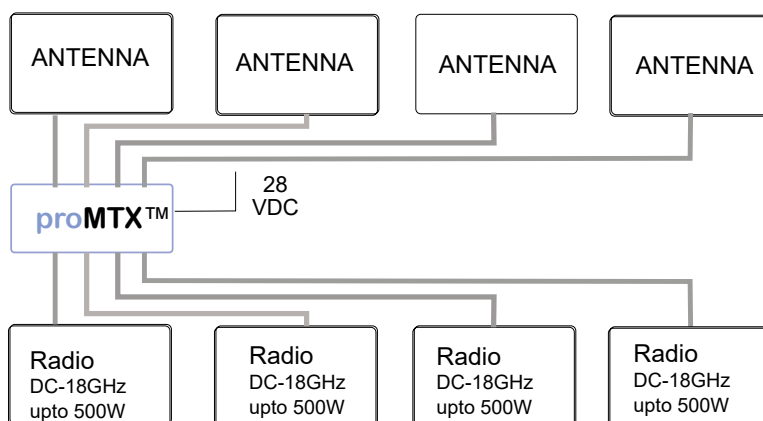 ANTENNA
ANTENNA
ANTENNA
ANTENNA
proMTX™
28
VDC
Radio
DC-18GHz
upto 500W
Radio
DC-18GHz
upto 500W
Radio
DC-18GHz
upto 500W
Radio
DC-18GHz
upto 500W